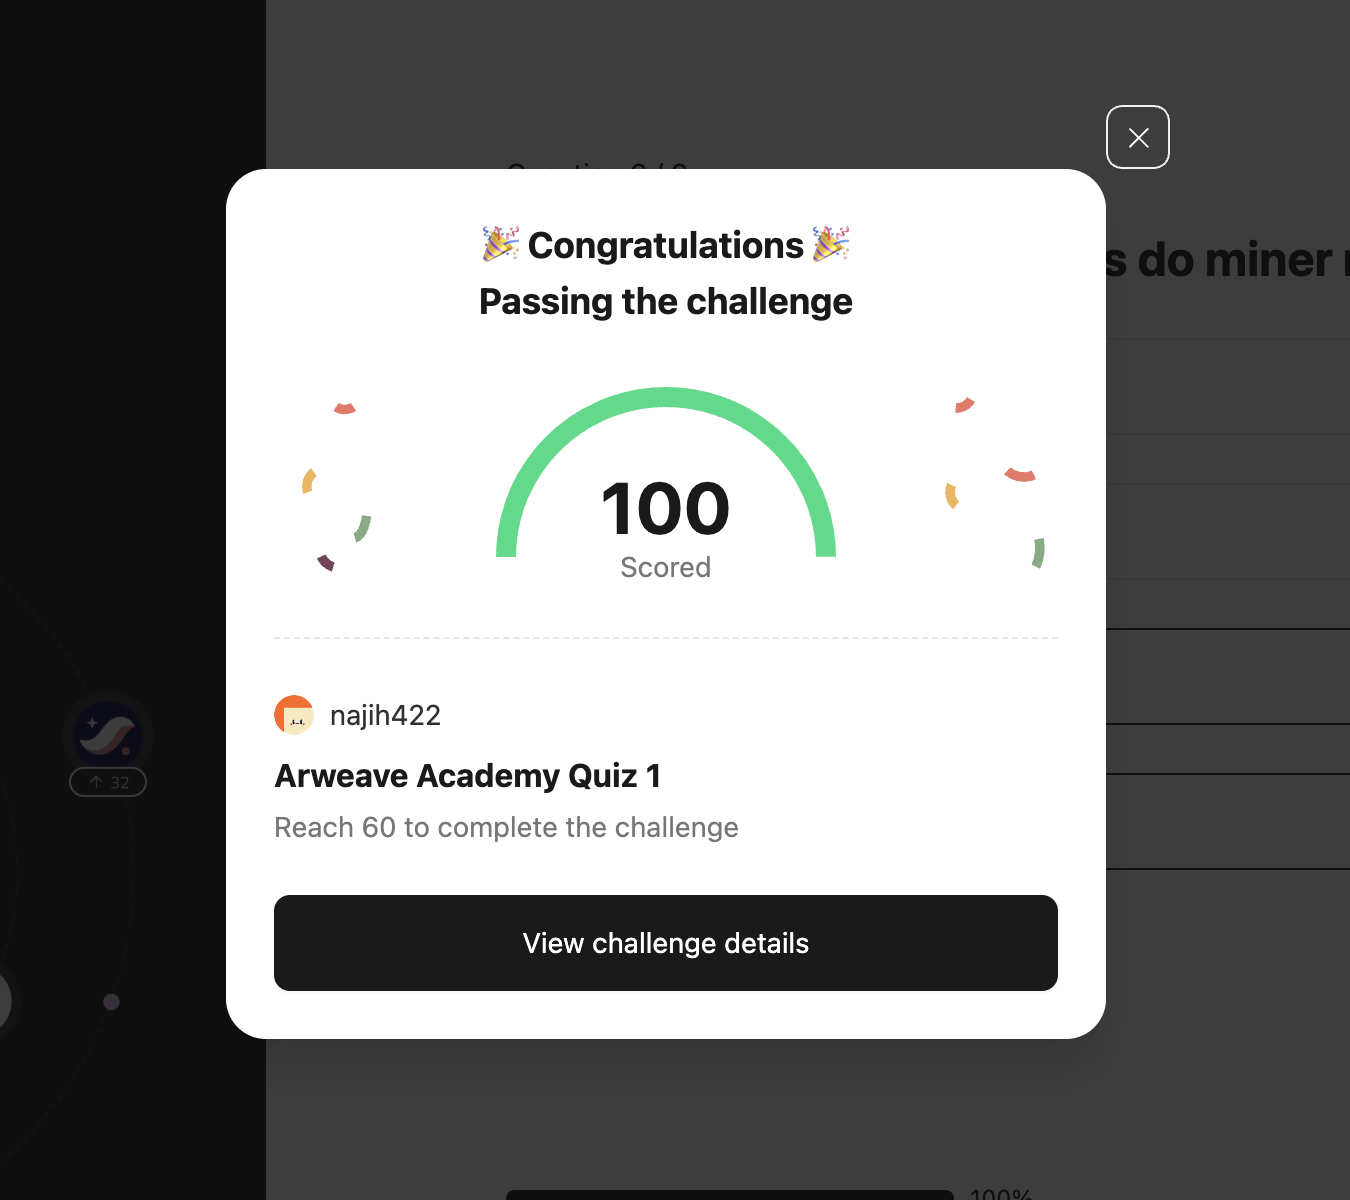 🎉 Congratulations 🎉
Passing the challenge
s do miner
100
Scored
najih422
↑ 32
Arweave Academy Quiz 1
Reach 60 to complete the challenge
View challenge details
100%